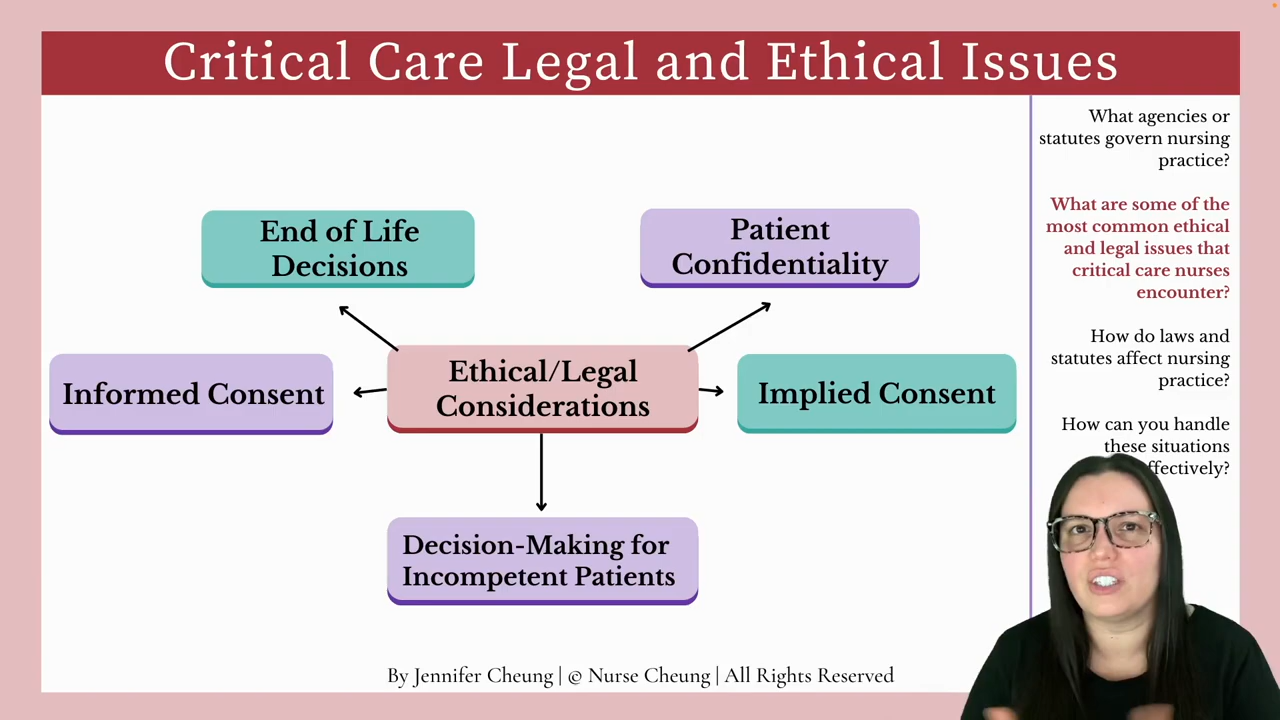 Critical Care Legal and Ethical Issues
End of Life
Decisions
Patient
Confidentiality
Informed Consent
Ethical/Legal
Considerations
Implied Consent
Decision-Making for
Incompetent Patients
By Jennifer Cheung | © Nurse Cheung | All Rights Reserved
What agencies or
statutes govern nursing
practice?
What are some of the
most common ethical
and legal issues that
critical care nurses
encounter?
How do laws and
statutes affect nursing
practice?
How can you handle
these situations
ffectively?